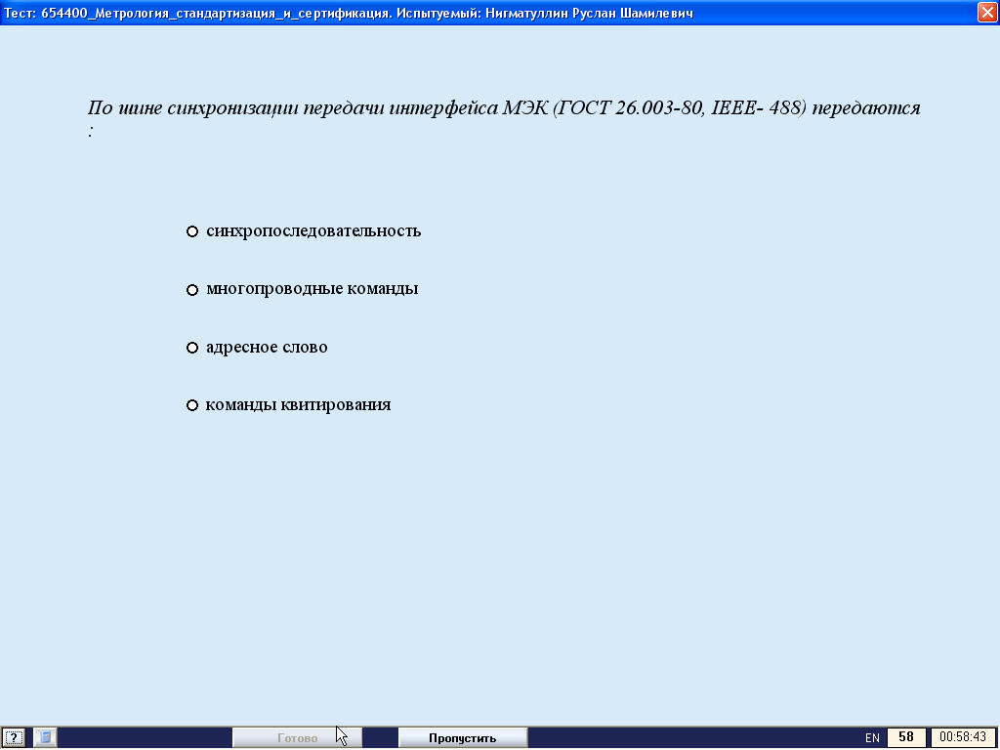 Тест: 654400_Метрология_стандартизация_и_сертификация. Испытуемый: Нигматуллин Руслан Шамилевич
По шине синхронизации передачи интерфейса МЭК (ГОСТ 26.003-80, IEEE- 488) передаются
:
синхропоследовательность
многопроводные команды
адресное слово
команды квитирования
? Готово Пропустить EN 58 00:58:43